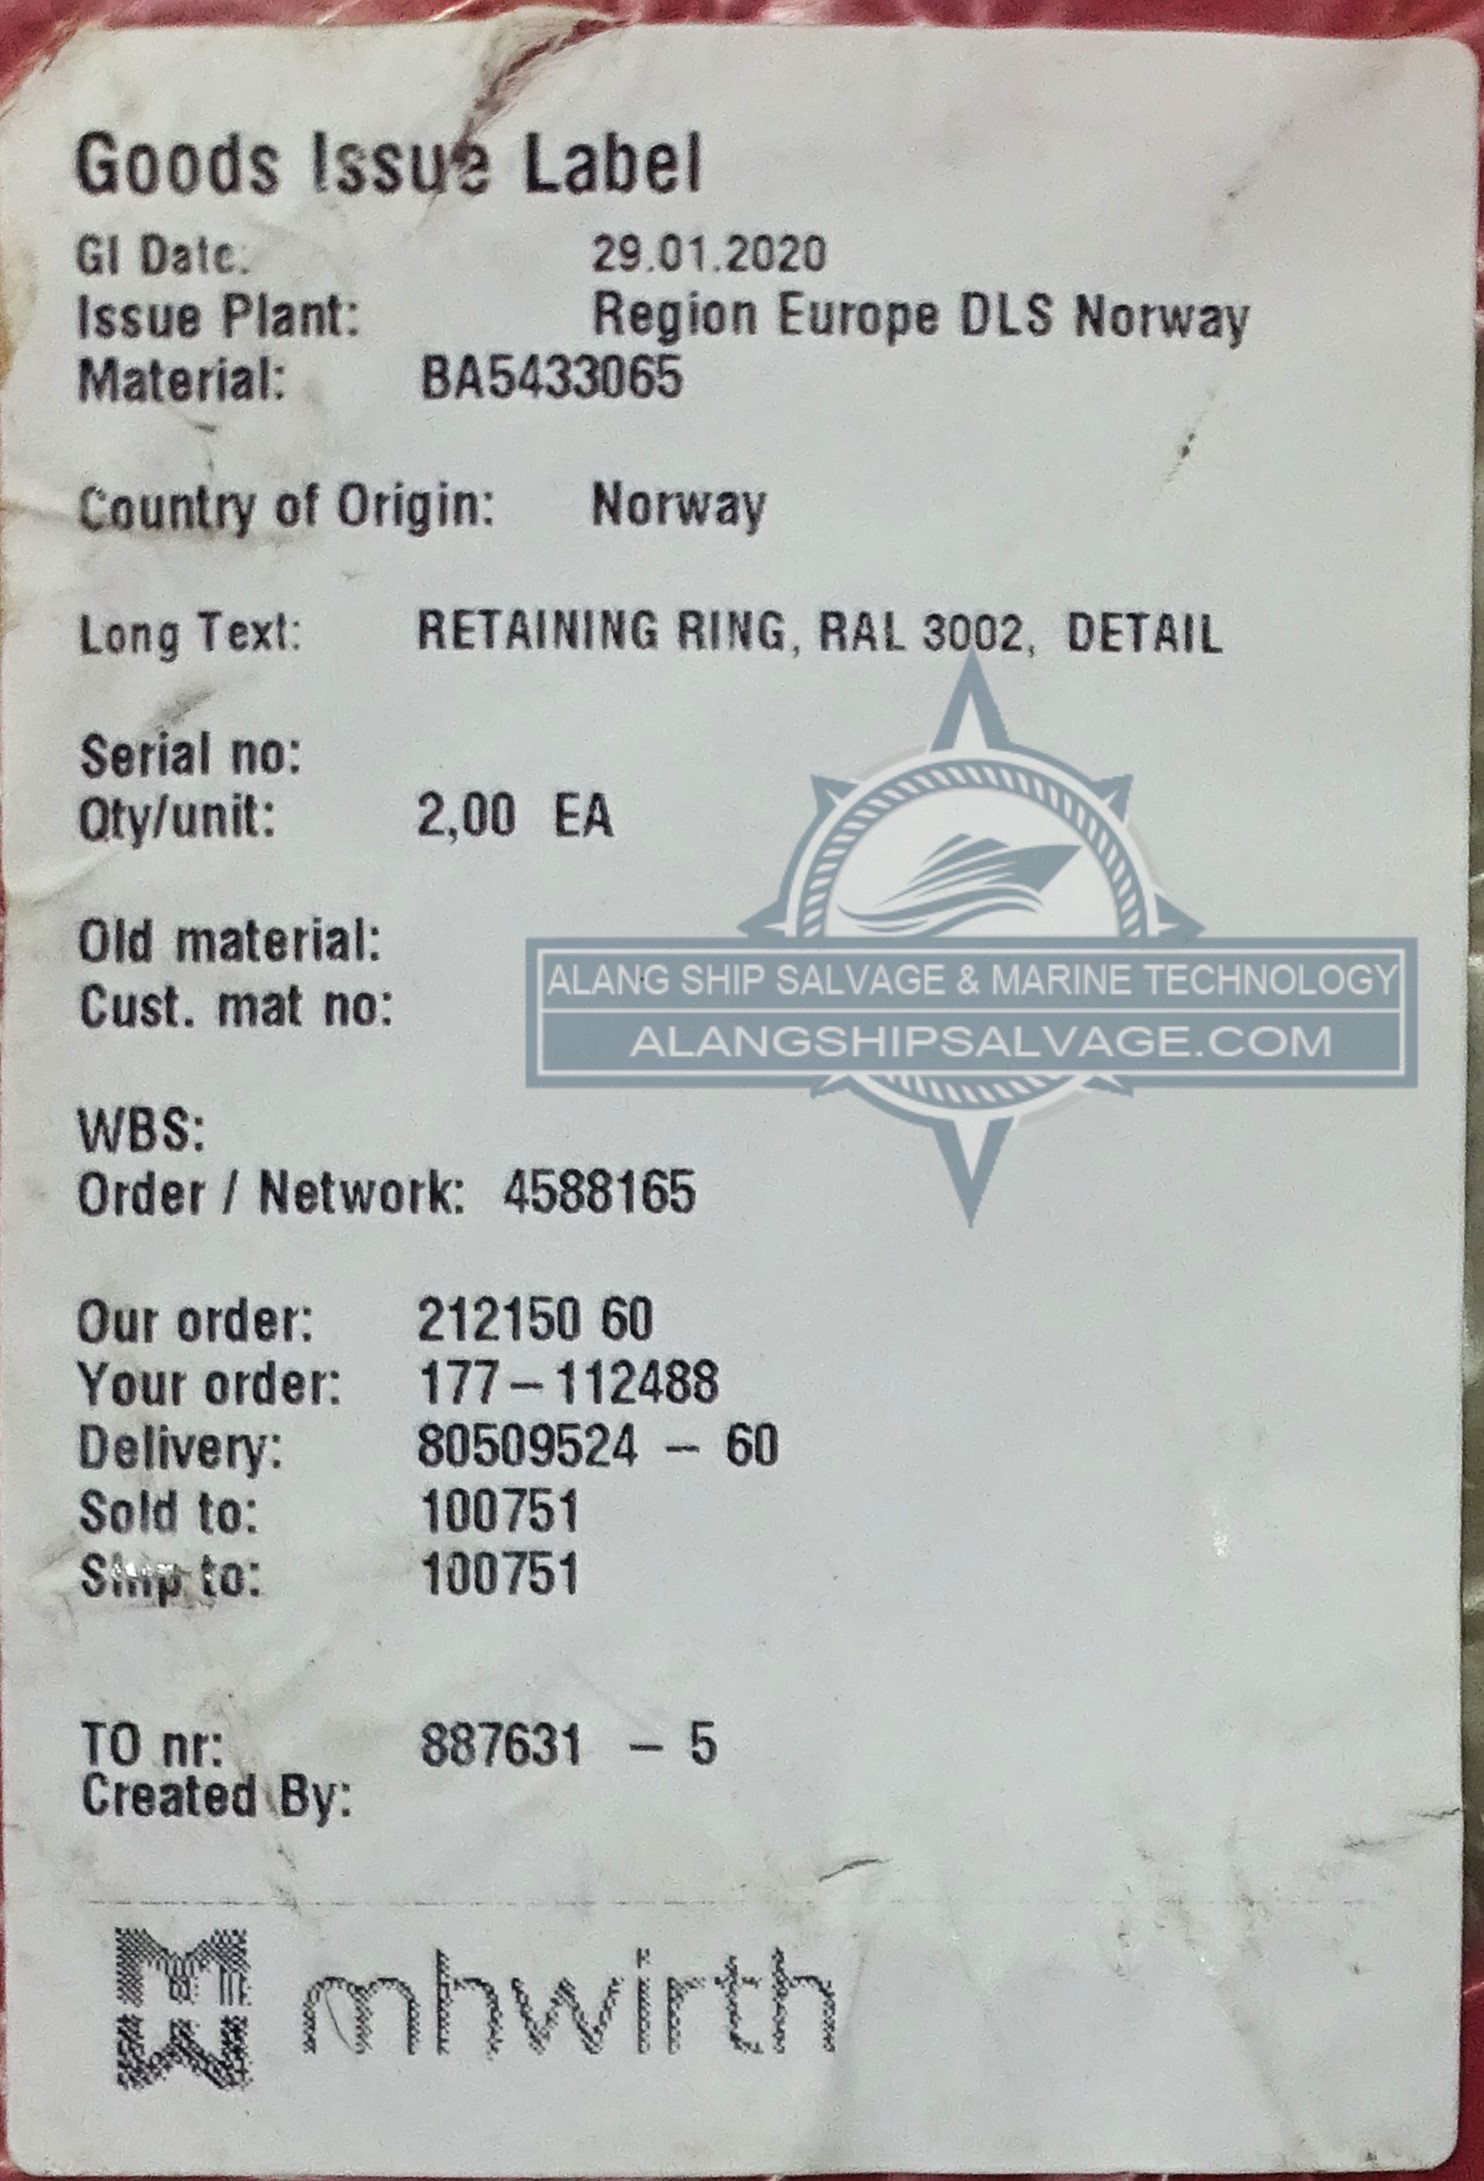 Goods Issue Label
GI Date: 29.01.2020
Issue Plant: Region Europe DLS Norway
Material: BA5433065
Country of Origin: Norway
Long Text: RETAINING RING, RAL 3002, DETAIL
Serial no:
Qty/unit: 2,00 EA
Old material:
Cust. mat no:
ALANG SHIP SALVAGE & MARINE TECHNOLOGY
ALANGSHIPSALVAGE.COM
WBS:
Order / Network: 4588165
Our order: 212150 60
Your order: 177-112488
Delivery: 80509524 - 60
Sold to: 100751
Ship to: 100751
TO nr: 887631 - 5
Created By:
MHW mhwirth